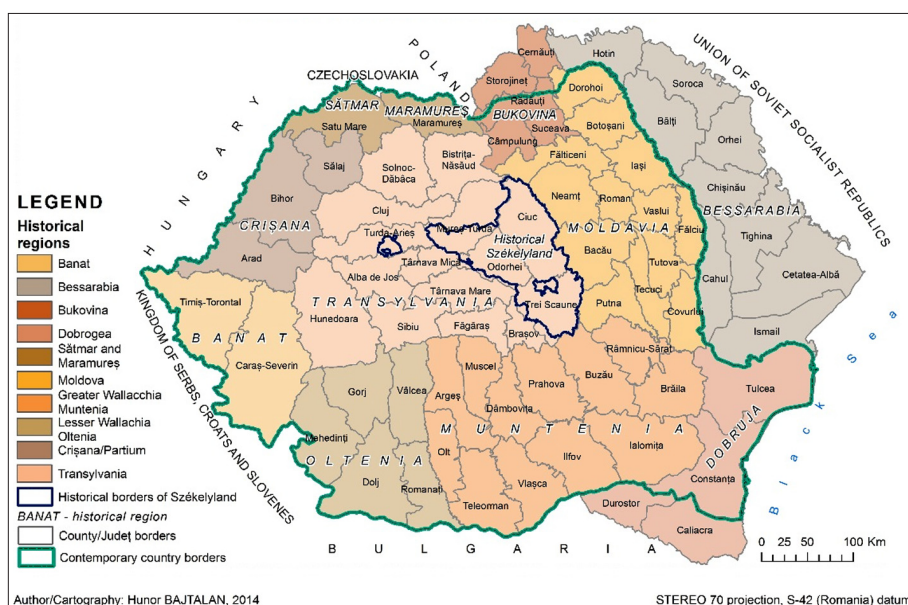 HUNGARY
CZECHOSLOVAKIA
POLAND
UNION OF SOVIET SOCIALIST REPUBLICS
KINGDOM OF SERBS, CROATS AND SLOVENES
BULGARIA
Black Sea
Cernăuți
Hotin
Storojineț
Soroca
Dorohoi
SĂTMAR
MARAMUREȘ
Rădăuți
BUKOVINA
Satu Mare
Maramureș
Suceava
Botoșani
Bălți
Câmpulung
Orhei
Fălticeni
Iași
Sălaj
Solnoc-
Dăbâca
Bistrița-
Năsăud
Chișinău
Bihor
Neamț
Roman
Vaslui
BESSARABIA
Cluj
Ciuc
CRIȘANA
MOLDAVIA
Fălciu
Turda-Arieș
Mureș-Turda
Historical
Székelyland
Tighina
Arad
Bacău
Tutova
Târnava Mică
Odorhei
Cahul
Cetatea-Albă
Alba de Jos
Târnava Mare
Tecuci
Timiș-Torontal
TRANSYLVANIA
Trei Scaune
Putna
Covurlui
Hunedoara
Sibiu
Făgăraș
Brașov
Ismail
BANAT
Caraș-Severin
Râmnicu-Sărat
Muscel
Buzău
Gorj
Vâlcea
Argeș
Prahova
Brăila
Tulcea
Dâmbovița
Mehedinți
MUNTENIA
DOBRUJA
OLTENIA
Olt
Ilfov
Ialomița
Dolj
Romanați
Vlașca
Constanța
Teleorman
Durostor
Caliacra
LEGEND
Historical
regions
Banat
Bessarabia
Bukovina
Dobrogea
Sătmar and
Maramureș
Moldova
Greater Wallacchia
Muntenia
Lesser Wallachia
Oltenia
Crișana/Partium
Transylvania
Historical borders of Székelyland
BANAT - historical region
County/Județ borders
Contemporary country borders
0 20 40 60 80 100 Km
Author/Cartography: Hunor BAJTALAN, 2014
STEREO 70 projection, S-42 (Romania) datum